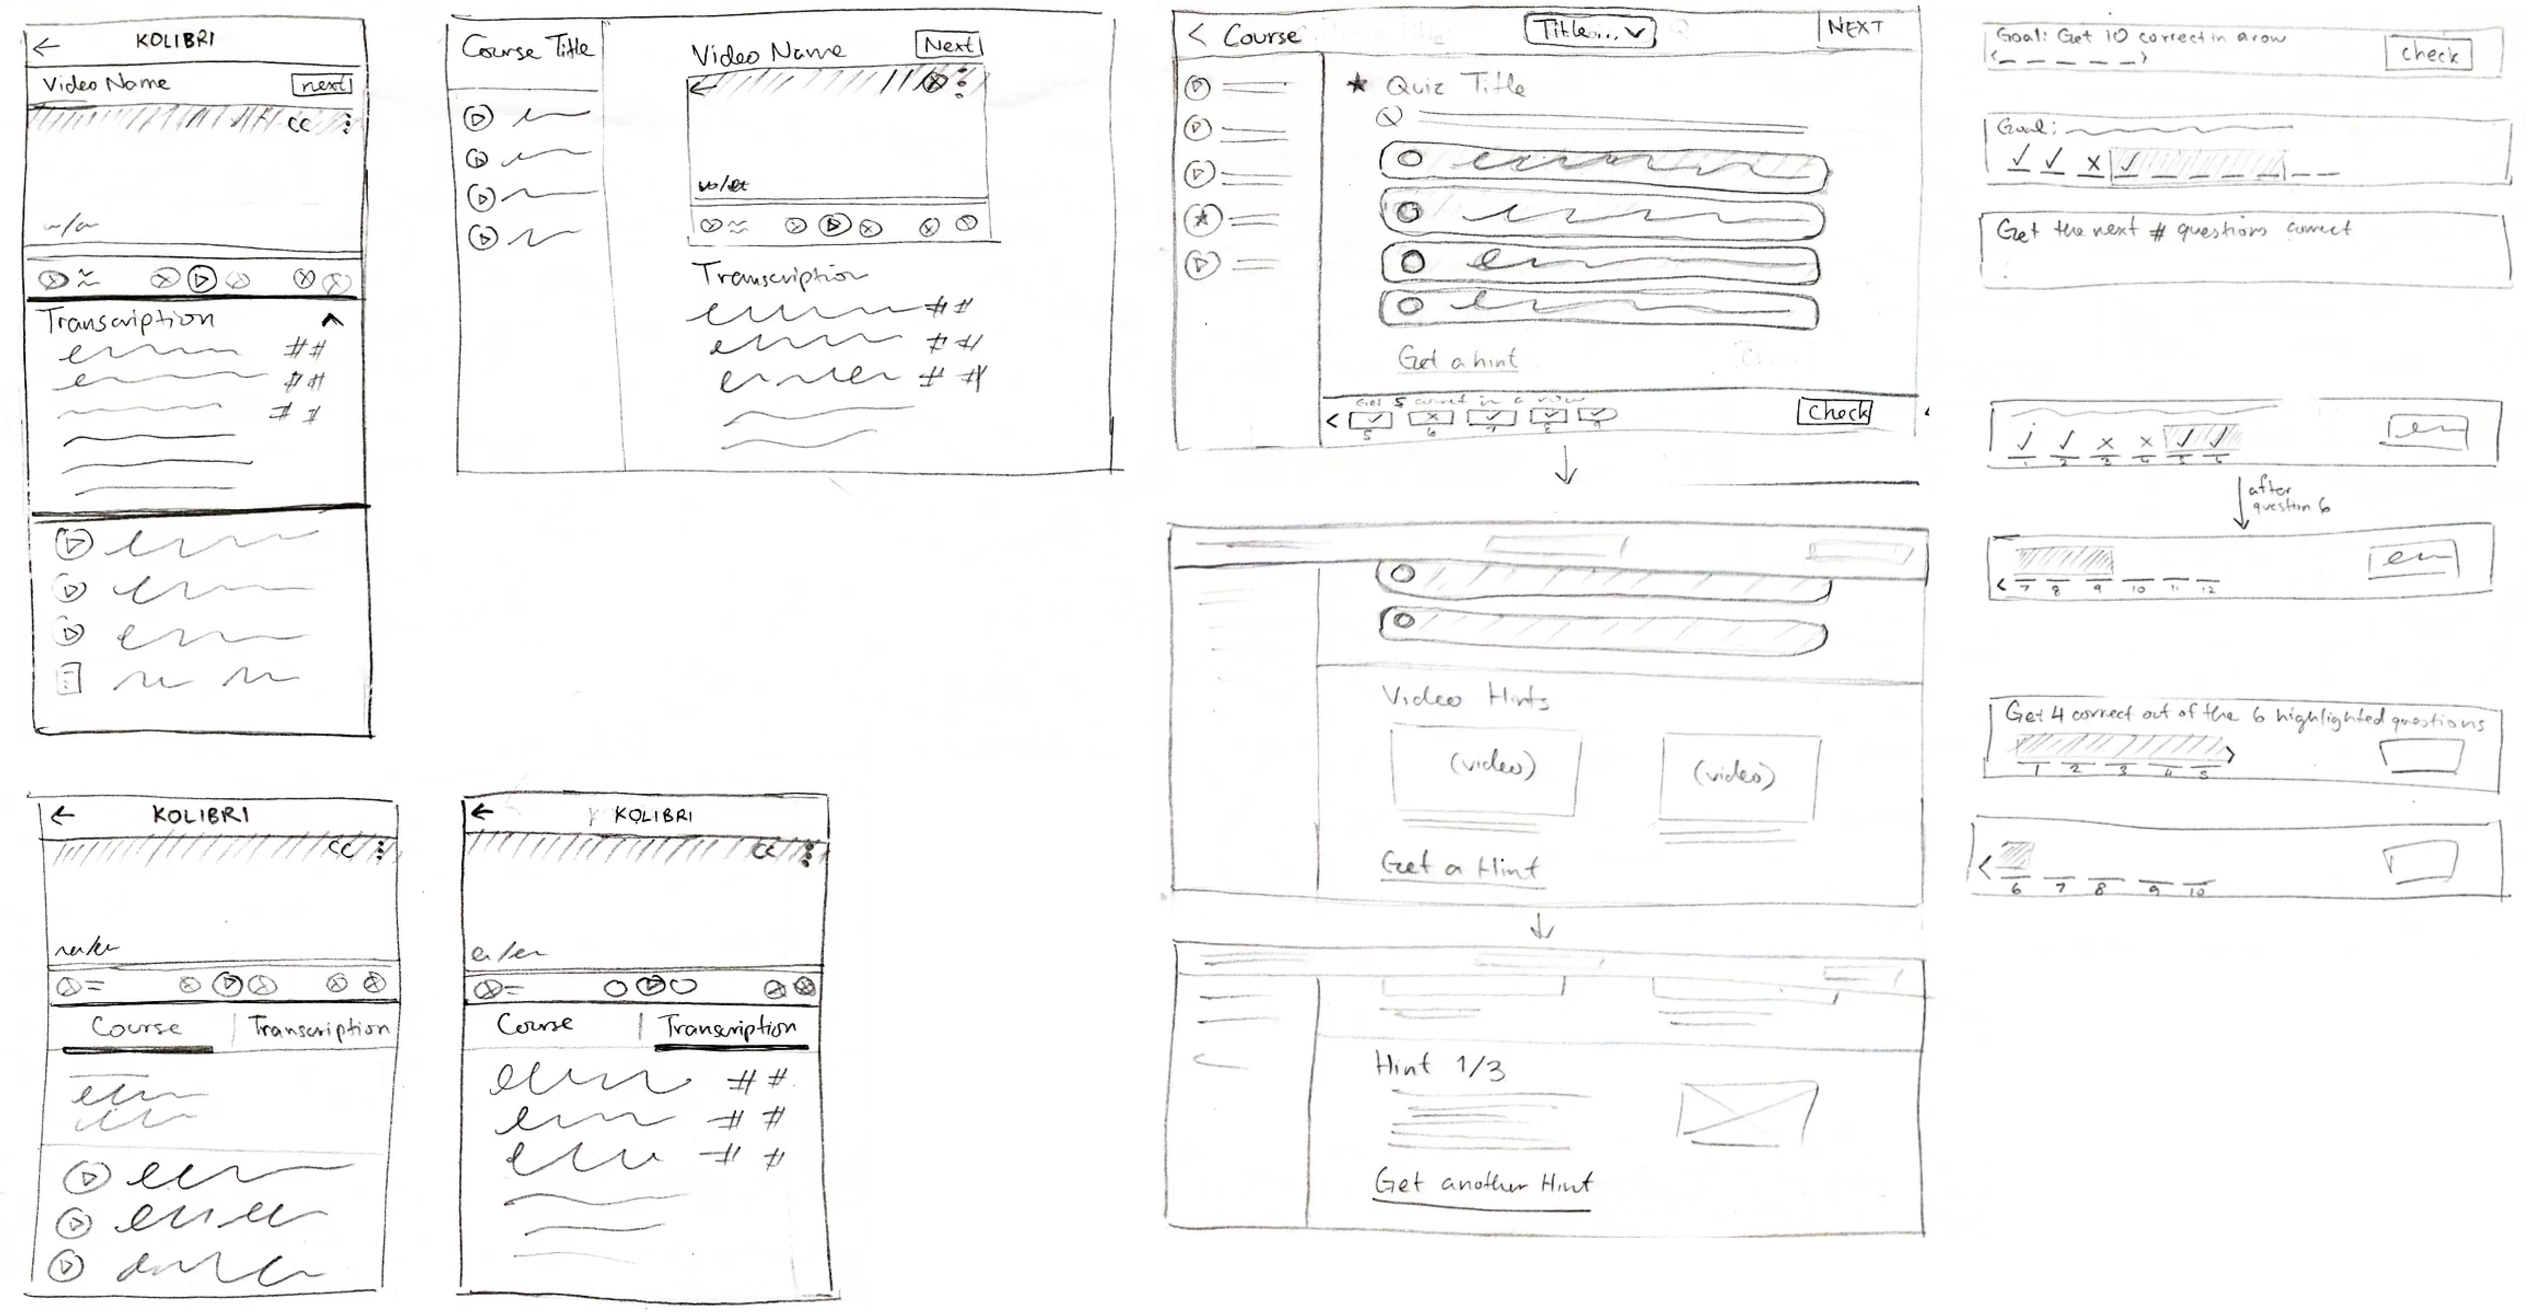 KOLIBRI
Video Name
next
CC
Transcription
##
##
##
Course Title
Video Name
Next
Transcription
##
##
##
KOLIBRI
CC
Course
Transcription
KOLIBRI
CC
Course
Transcription
##
##
##
< Course
Title...
NEXT
Quiz Title
Q
Get a hint
Get 5 correct in a row
<
5 6 7 8 9
Check
Video Hints
(video)
(video)
Get a Hint
Hint 1/3
Get another Hint
Goal: Get 10 correct in a row
< >
Check
Goal:
Get the next # questions correct
1 2 3 4 5 6
after
question 6
<
7 8 9 10 11 12
Get 4 correct out of the 6 highlighted questions
>
1 2 3 4 5
<
6 7 8 9 10